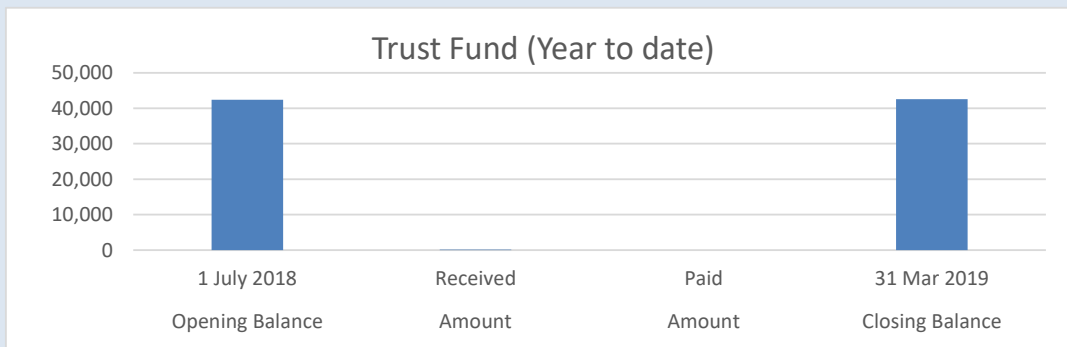 Trust Fund (Year to date)
50,000
40,000
30,000
20,000
10,000
0
1 July 2018 Received Paid 31 Mar 2019
Opening Balance Amount Amount Closing Balance